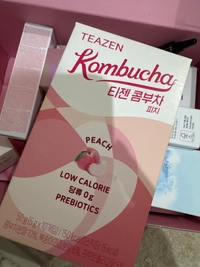 TEAZEN
Kombucha
티젠 콤부차
피치
PEACH
LOW CALORIE
당류 0g
PREBIOTICS